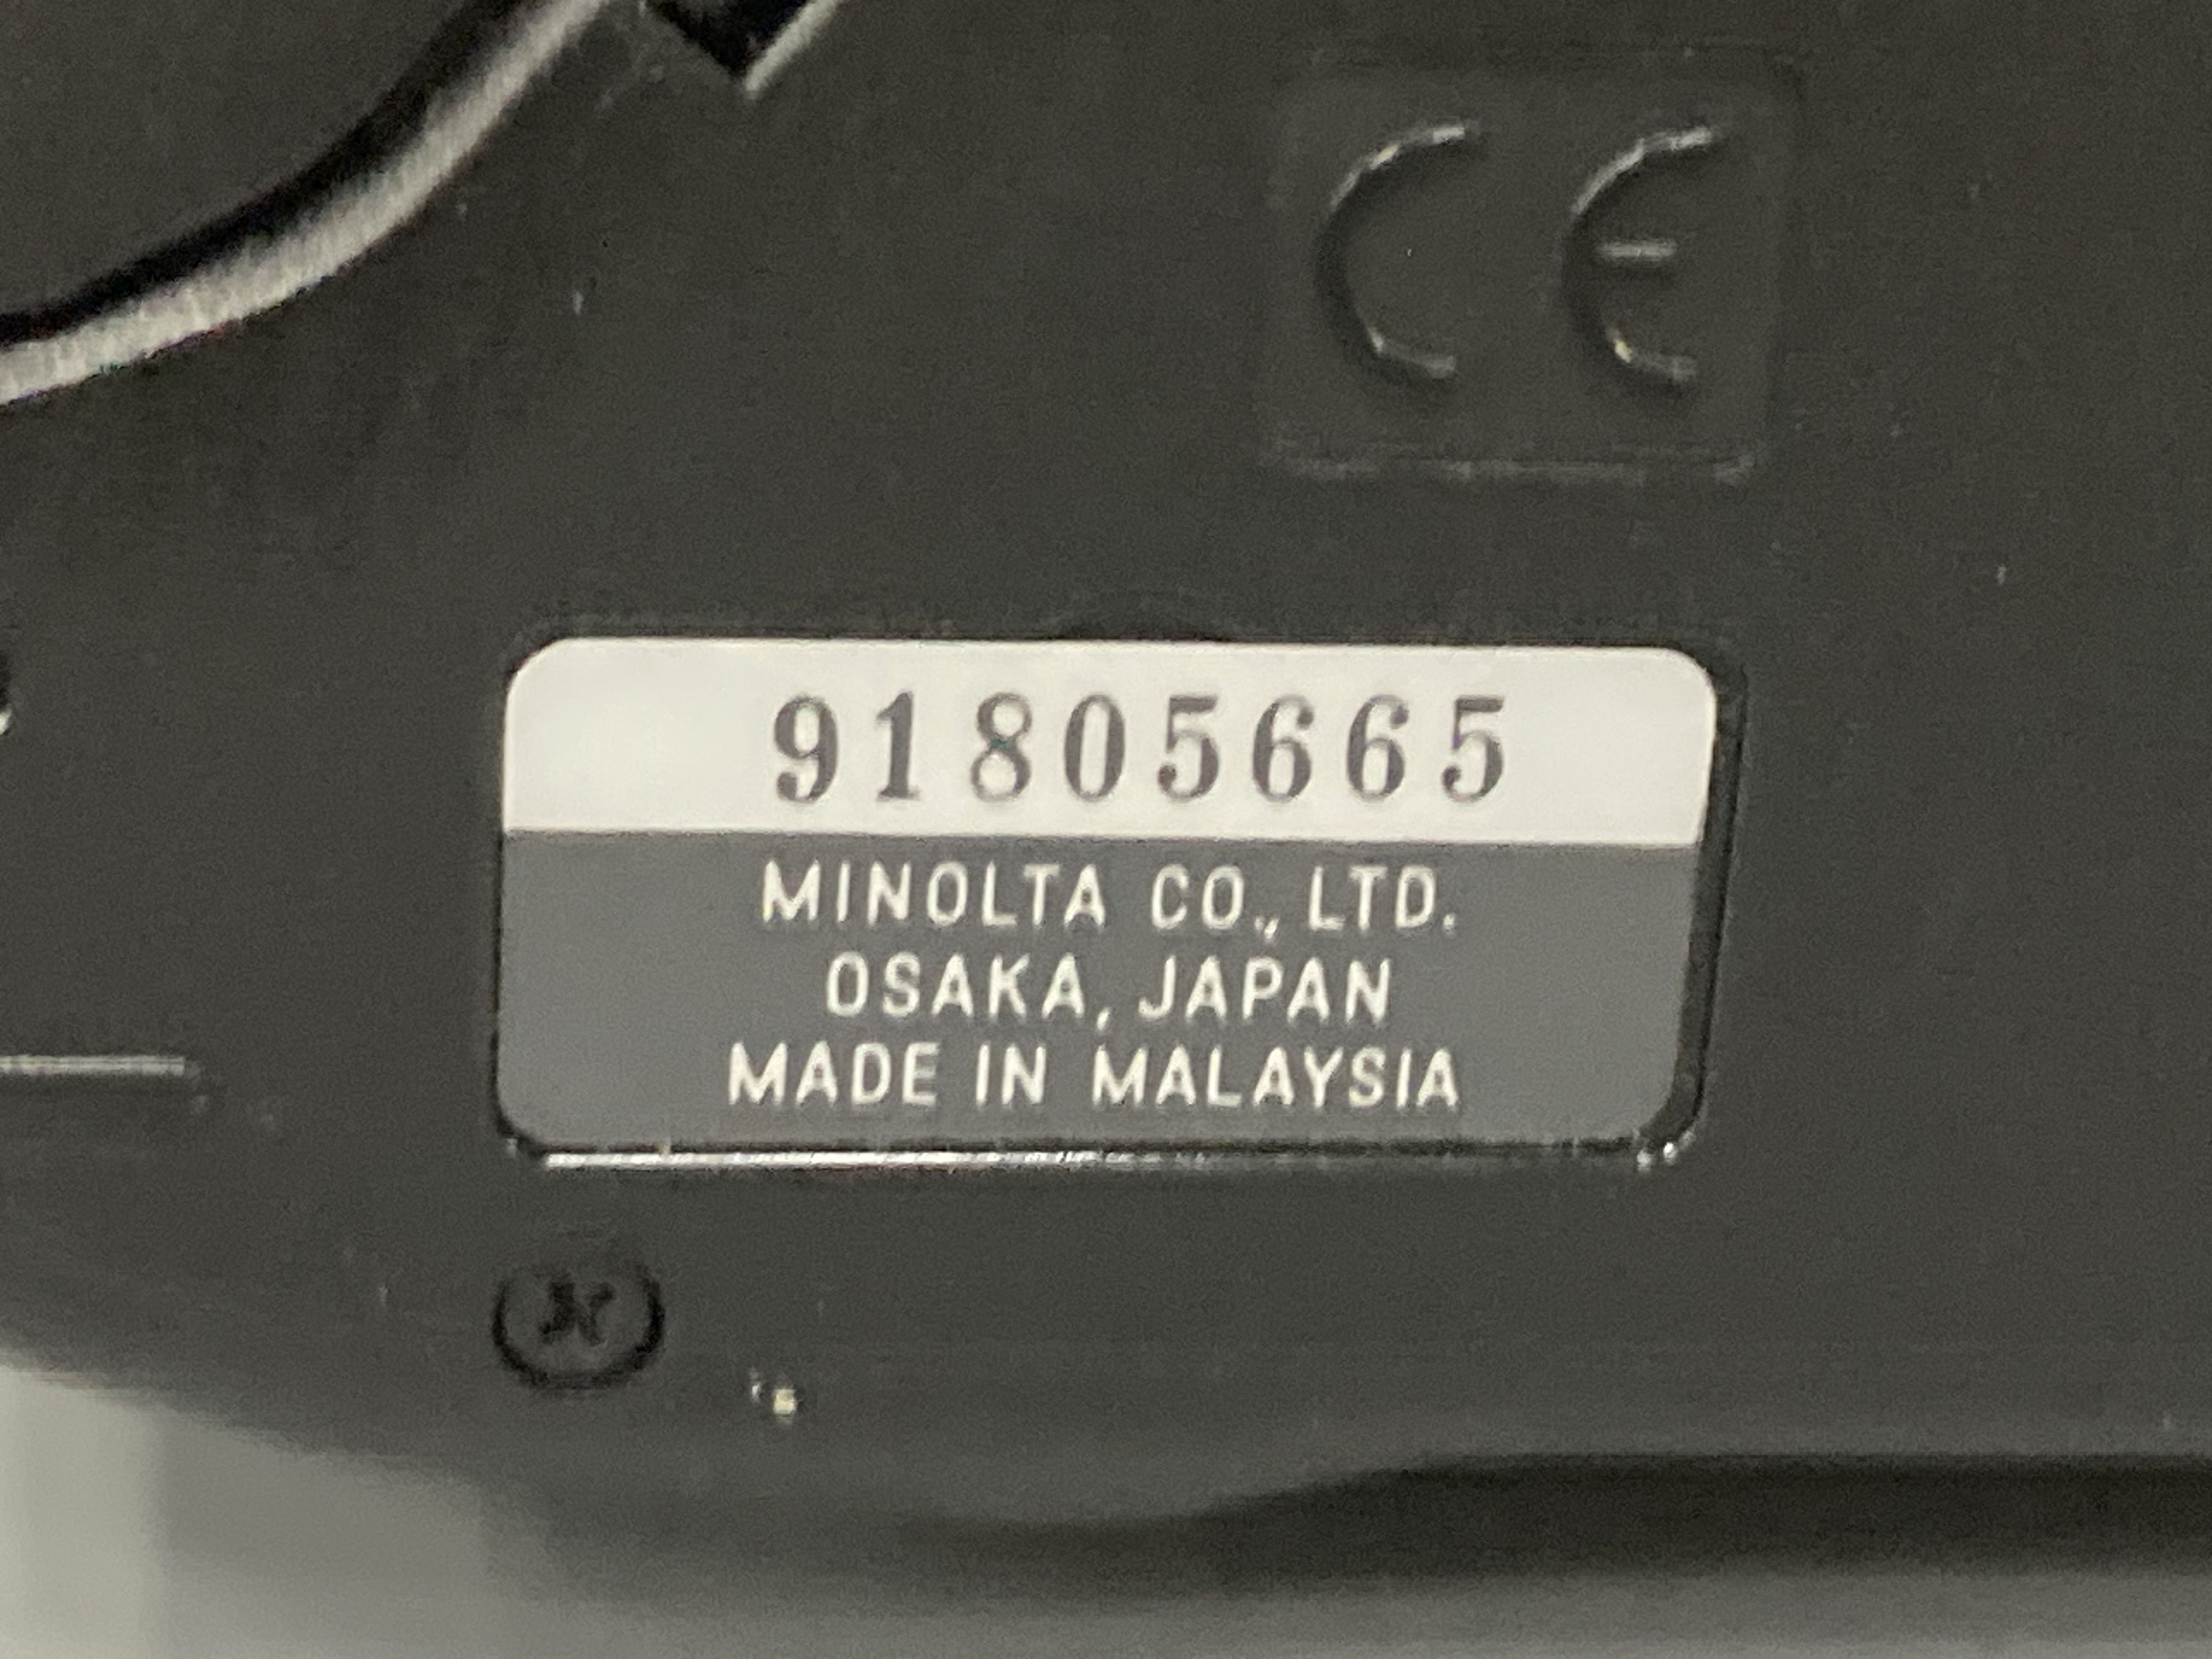 CE
91805665
MINOLTA CO., LTD.
OSAKA, JAPAN
MADE IN MALAYSIA